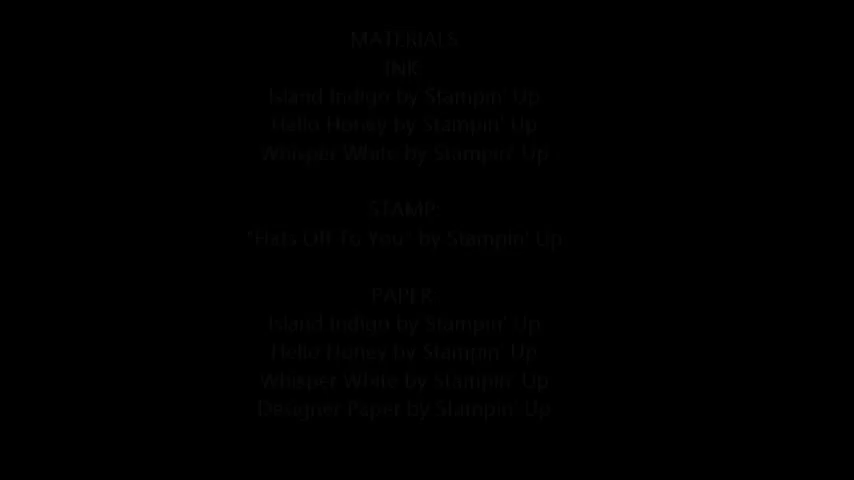 MATERIALS
INK
Island Indigo by Stampin' Up
Hello Honey by Stampin' Up
Whisper White by Stampin' Up
STAMP
"Hats Off To You" by Stampin' Up
PAPER
Island Indigo by Stampin' Up
Hello Honey by Stampin' Up
Whisper White by Stampin' Up
Designer Paper by Stampin' Up